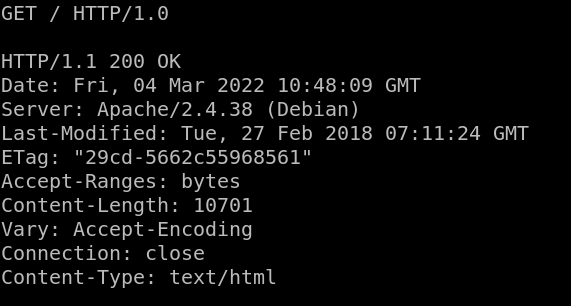 GET / HTTP/1.0
HTTP/1.1 200 OK
Date: Fri, 04 Mar 2022 10:48:09 GMT
Server: Apache/2.4.38 (Debian)
Last-Modified: Tue, 27 Feb 2018 07:11:24 GMT
ETag: "29cd-5662c55968561"
Accept-Ranges: bytes
Content-Length: 10701
Vary: Accept-Encoding
Connection: close
Content-Type: text/html